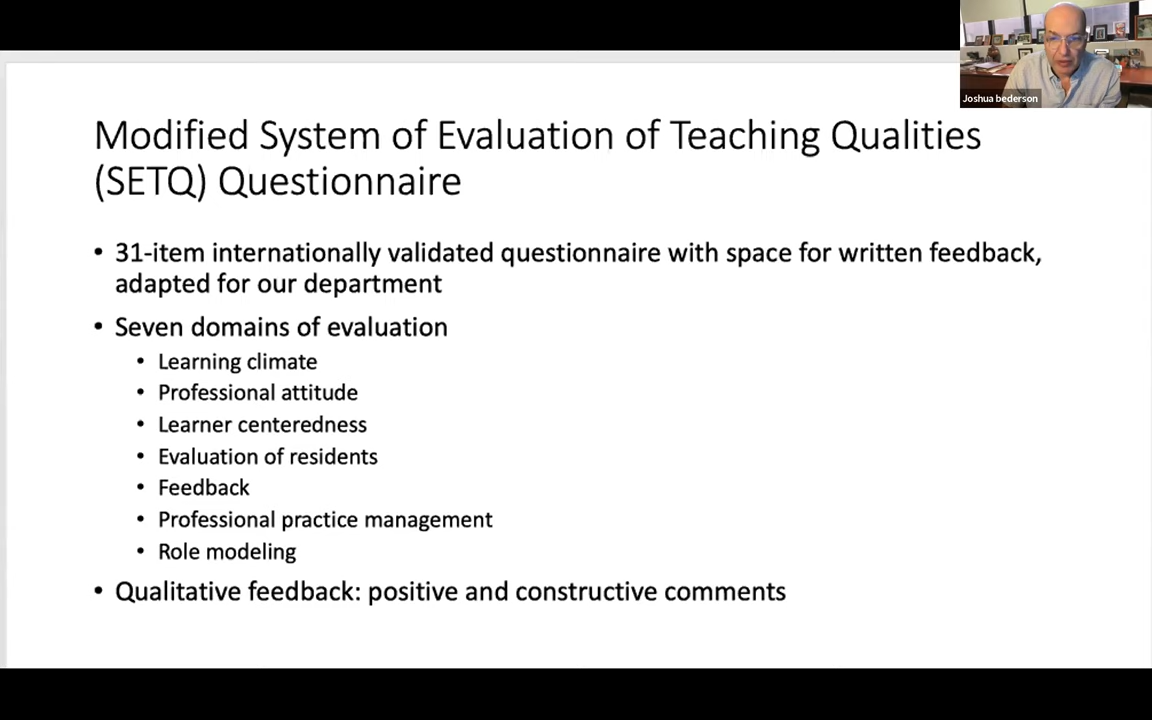 Joshua bederson
Modified System of Evaluation of Teaching Qualities
(SETQ) Questionnaire
• 31-item internationally validated questionnaire with space for written feedback,
adapted for our department
• Seven domains of evaluation
• Learning climate
• Professional attitude
• Learner centeredness
• Evaluation of residents
• Feedback
• Professional practice management
• Role modeling
• Qualitative feedback: positive and constructive comments